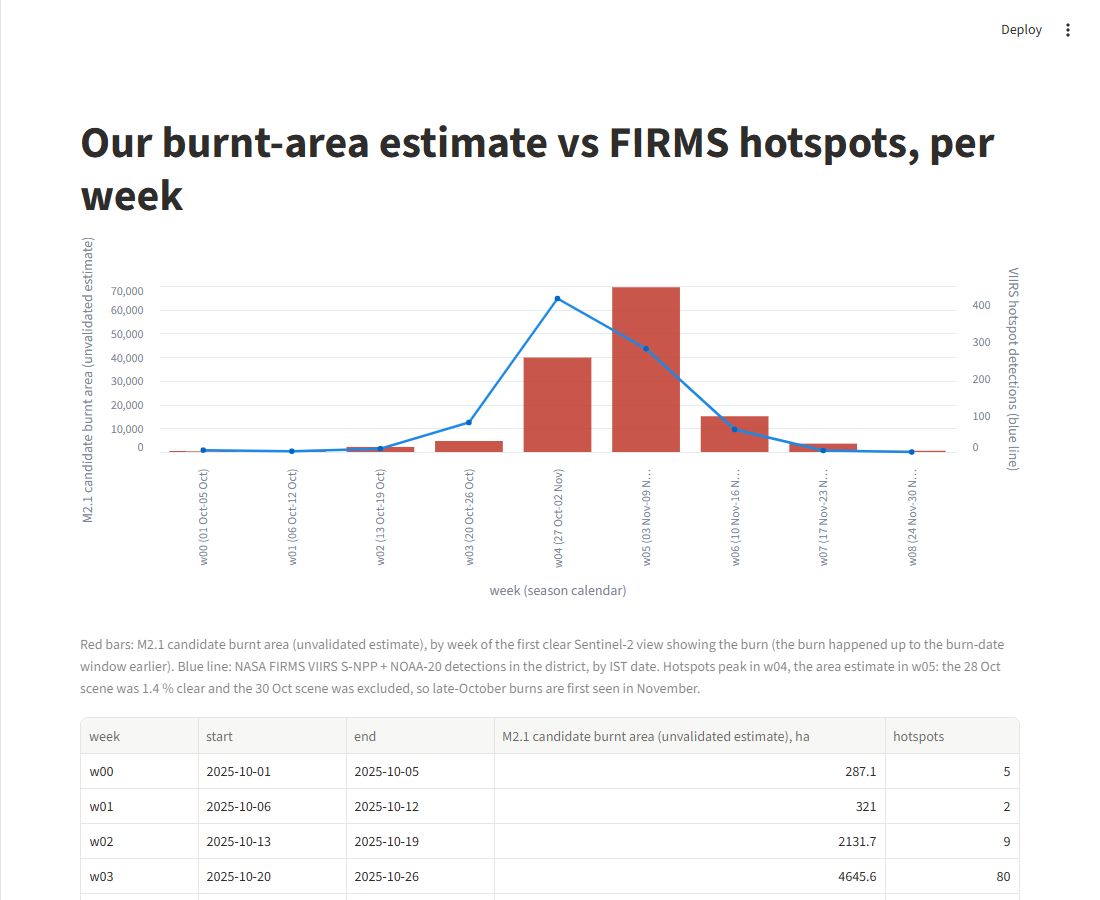 Deploy
Our burnt-area estimate vs FIRMS hotspots, per
week
M2.1 candidate burnt area (unvalidated estimate)
70,000
60,000
50,000
40,000
30,000
20,000
10,000
0
VIIRS hotspot detections (blue line)
400
300
200
100
0
w00 (01 Oct-05 Oct)
w01 (06 Oct-12 Oct)
w02 (13 Oct-19 Oct)
w03 (20 Oct-26 Oct)
w04 (27 Oct-02 Nov)
w05 (03 Nov-09 N…
w06 (10 Nov-16 N…
w07 (17 Nov-23 N…
w08 (24 Nov-30 N…
week (season calendar)
Red bars: M2.1 candidate burnt area (unvalidated estimate), by week of the first clear Sentinel-2 view showing the burn (the burn happened up to the burn-date
window earlier). Blue line: NASA FIRMS VIIRS S-NPP + NOAA-20 detections in the district, by IST date. Hotspots peak in w04, the area estimate in w05: the 28 Oct
scene was 1.4 % clear and the 30 Oct scene was excluded, so late-October burns are first seen in November.
week start end M2.1 candidate burnt area (unvalidated estimate), ha hotspots
w00 2025-10-01 2025-10-05 287.1 5
w01 2025-10-06 2025-10-12 321 2
w02 2025-10-13 2025-10-19 2131.7 9
w03 2025-10-20 2025-10-26 4645.6 80